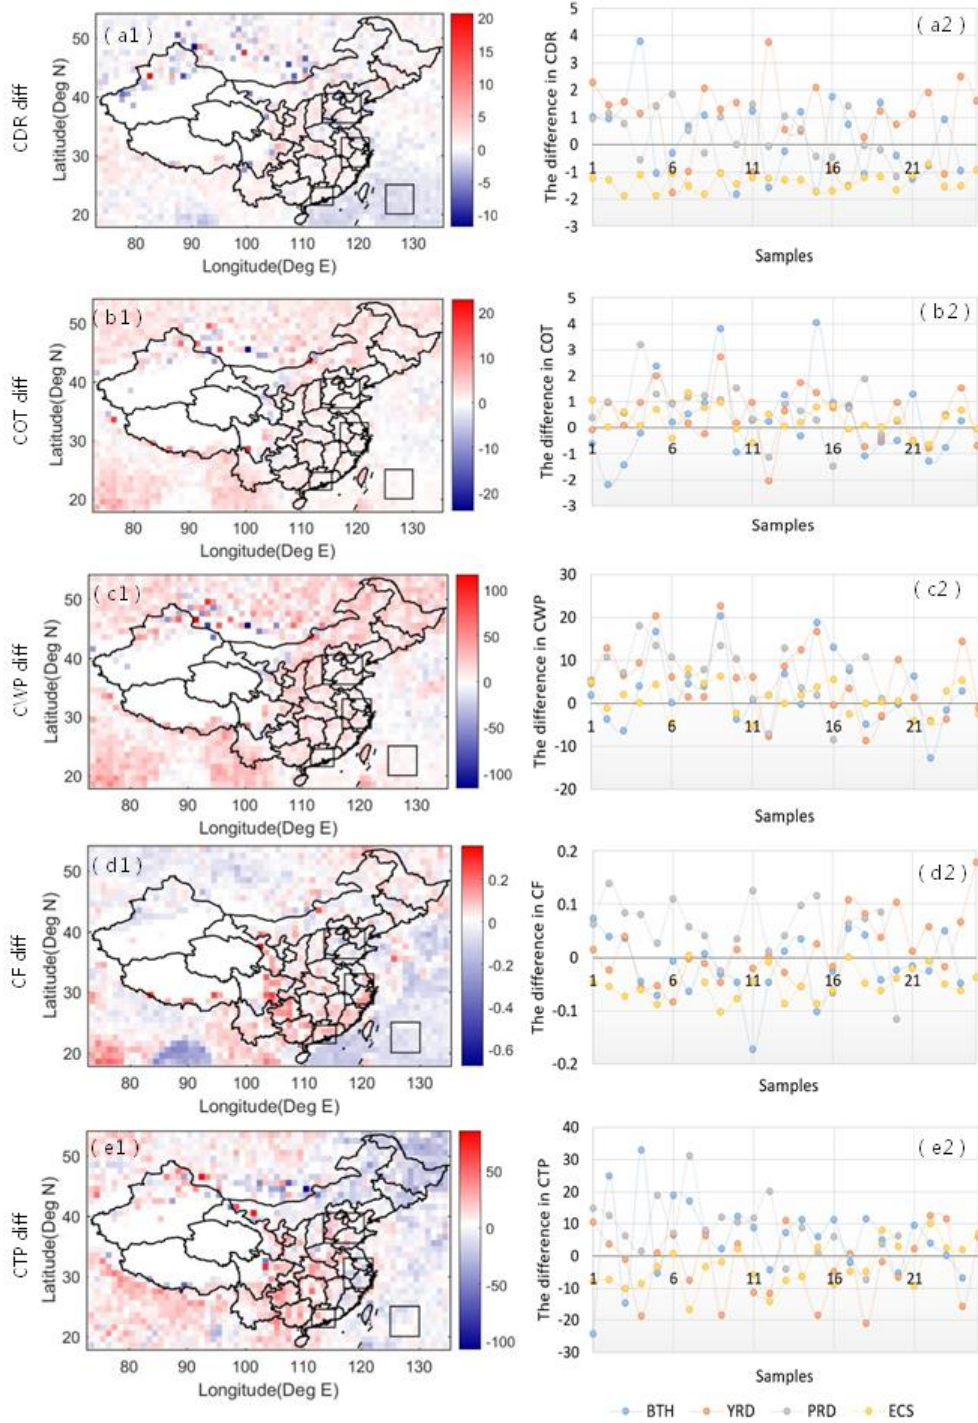 CDR diff
( a1 )
Latitude(Deg N)
50
40
30
20
80 90 100 110 120 130
Longitude(Deg E)
20
15
10
5
0
-5
-10
( a2 )
The difference in CDR
5
4
3
2
1
0
-1
-2
-3
1 6 11 16 21
Samples
COT diff
( b1 )
Latitude(Deg N)
50
40
30
20
80 90 100 110 120 130
Longitude(Deg E)
20
10
0
-10
-20
( b2 )
The difference in COT
5
4
3
2
1
0
-1
-2
-3
1 6 11 16 21
Samples
CWP diff
( c1 )
Latitude(Deg N)
50
40
30
20
80 90 100 110 120 130
Longitude(Deg E)
100
50
0
-50
-100
( c2 )
The difference in CWP
30
20
10
0
-10
-20
1 6 11 16 21
Samples
CF diff
( d1 )
Latitude(Deg N)
50
40
30
20
80 90 100 110 120 130
Longitude(Deg E)
0.2
0
-0.2
-0.4
-0.6
( d2 )
The difference in CF
0.2
0.1
0
-0.1
-0.2
1 6 11 16 21
Samples
CTP diff
( e1 )
Latitude(Deg N)
50
40
30
20
80 90 100 110 120 130
Longitude(Deg E)
50
0
-50
-100
( e2 )
The difference in CTP
40
30
20
10
0
-10
-20
-30
1 6 11 16 21
Samples
BTH YRD PRD ECS